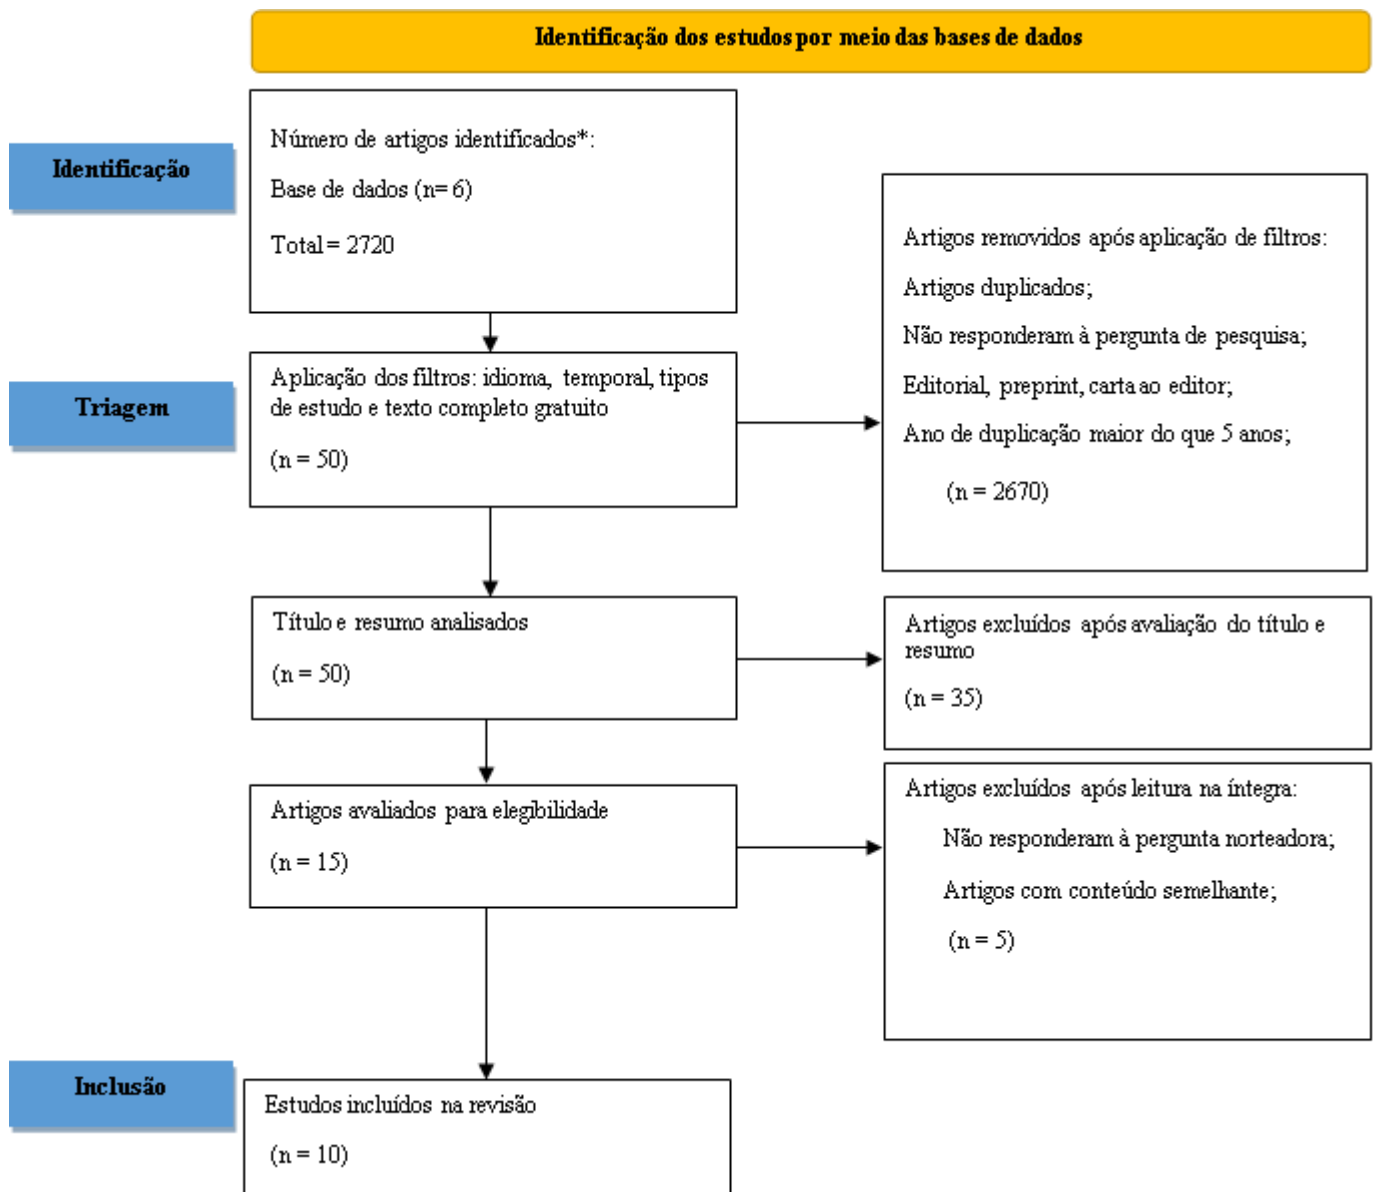 Identificação dos estudos por meio das bases de dados
Identificação
Número de artigos identificados*:
Base de dados (n= 6)
Total = 2720
Artigos removidos após aplicação de filtros:
Artigos duplicados;
Não responderam à pergunta de pesquisa;
Editorial, preprint, carta ao editor;
Ano de duplicação maior do que 5 anos;
(n = 2670)
Triagem
Aplicação dos filtros: idioma, temporal, tipos
de estudo e texto completo gratuito
(n = 50)
Título e resumo analisados
(n = 50)
Artigos excluídos após avaliação do título e
resumo
(n = 35)
Artigos avaliados para elegibilidade
(n = 15)
Artigos excluídos após leitura na íntegra:
Não responderam à pergunta norteadora;
Artigos com conteúdo semelhante;
(n = 5)
Inclusão
Estudos incluídos na revisão
(n = 10)